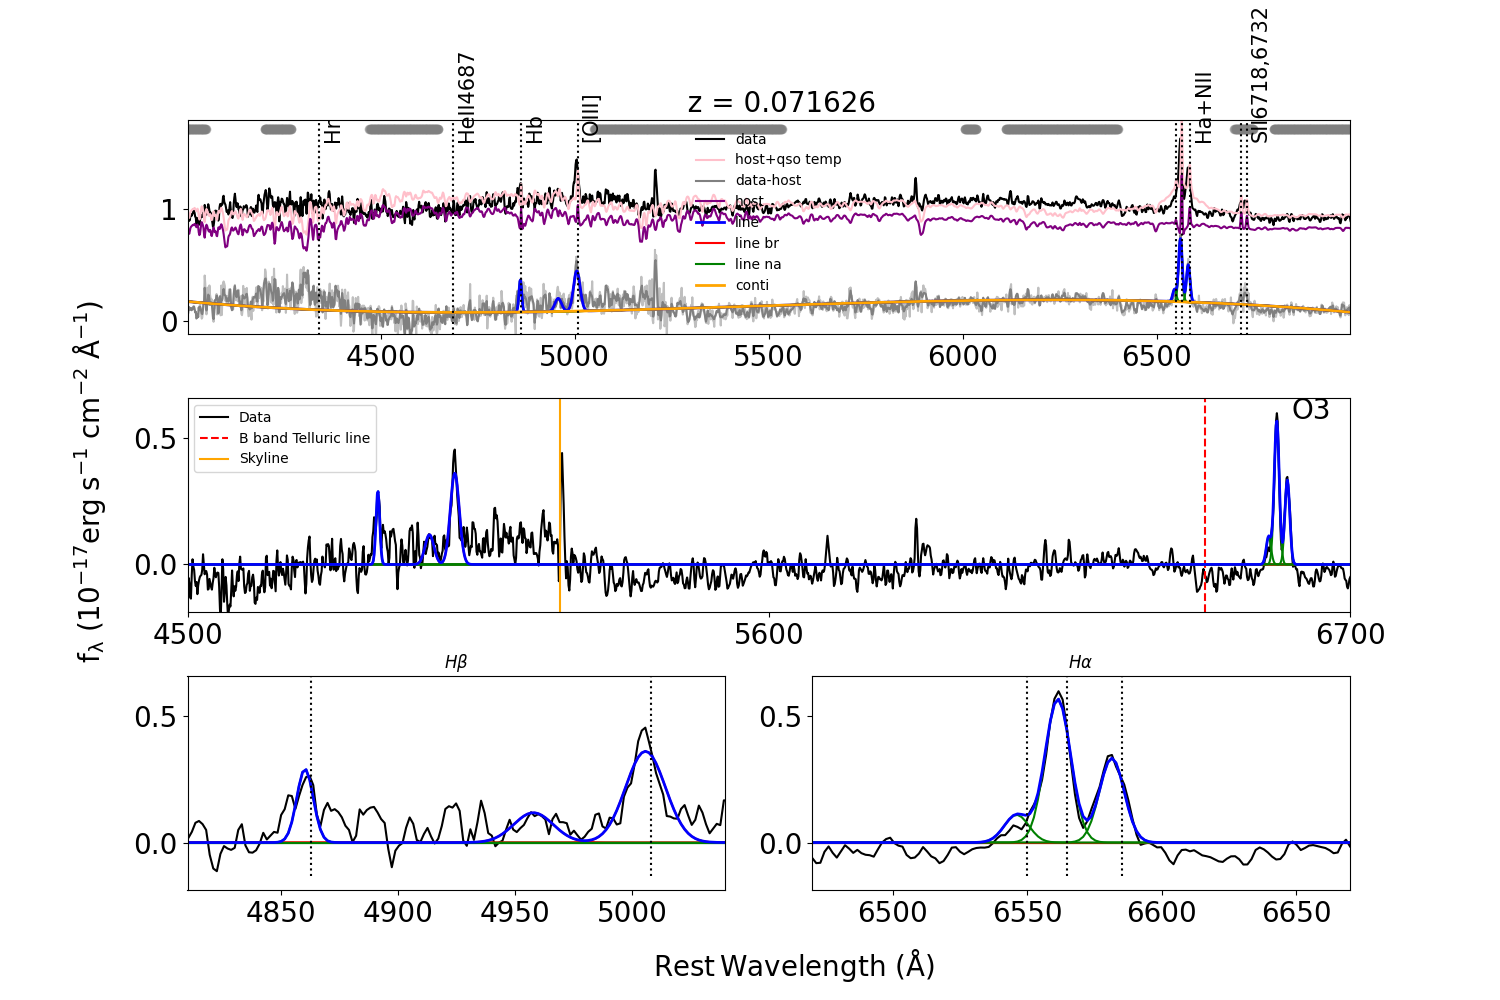 z = 0.071626
Hr
HeII4687
Hb
[OIII]
Ha+NII
SII6718,6732
data
host+qso temp
data-host
host
line
line br
line na
conti
1
0
4500
5000
5500
6000
6500
Data
B band Telluric line
Skyline
O3
0.5
0.0
4500
5600
6700
fλ (10⁻¹⁷erg s⁻¹ cm⁻² Å⁻¹)
Hβ
0.5
0.0
4850
4900
4950
5000
Hα
0.5
0.0
6500
6550
6600
6650
Rest Wavelength (Å)